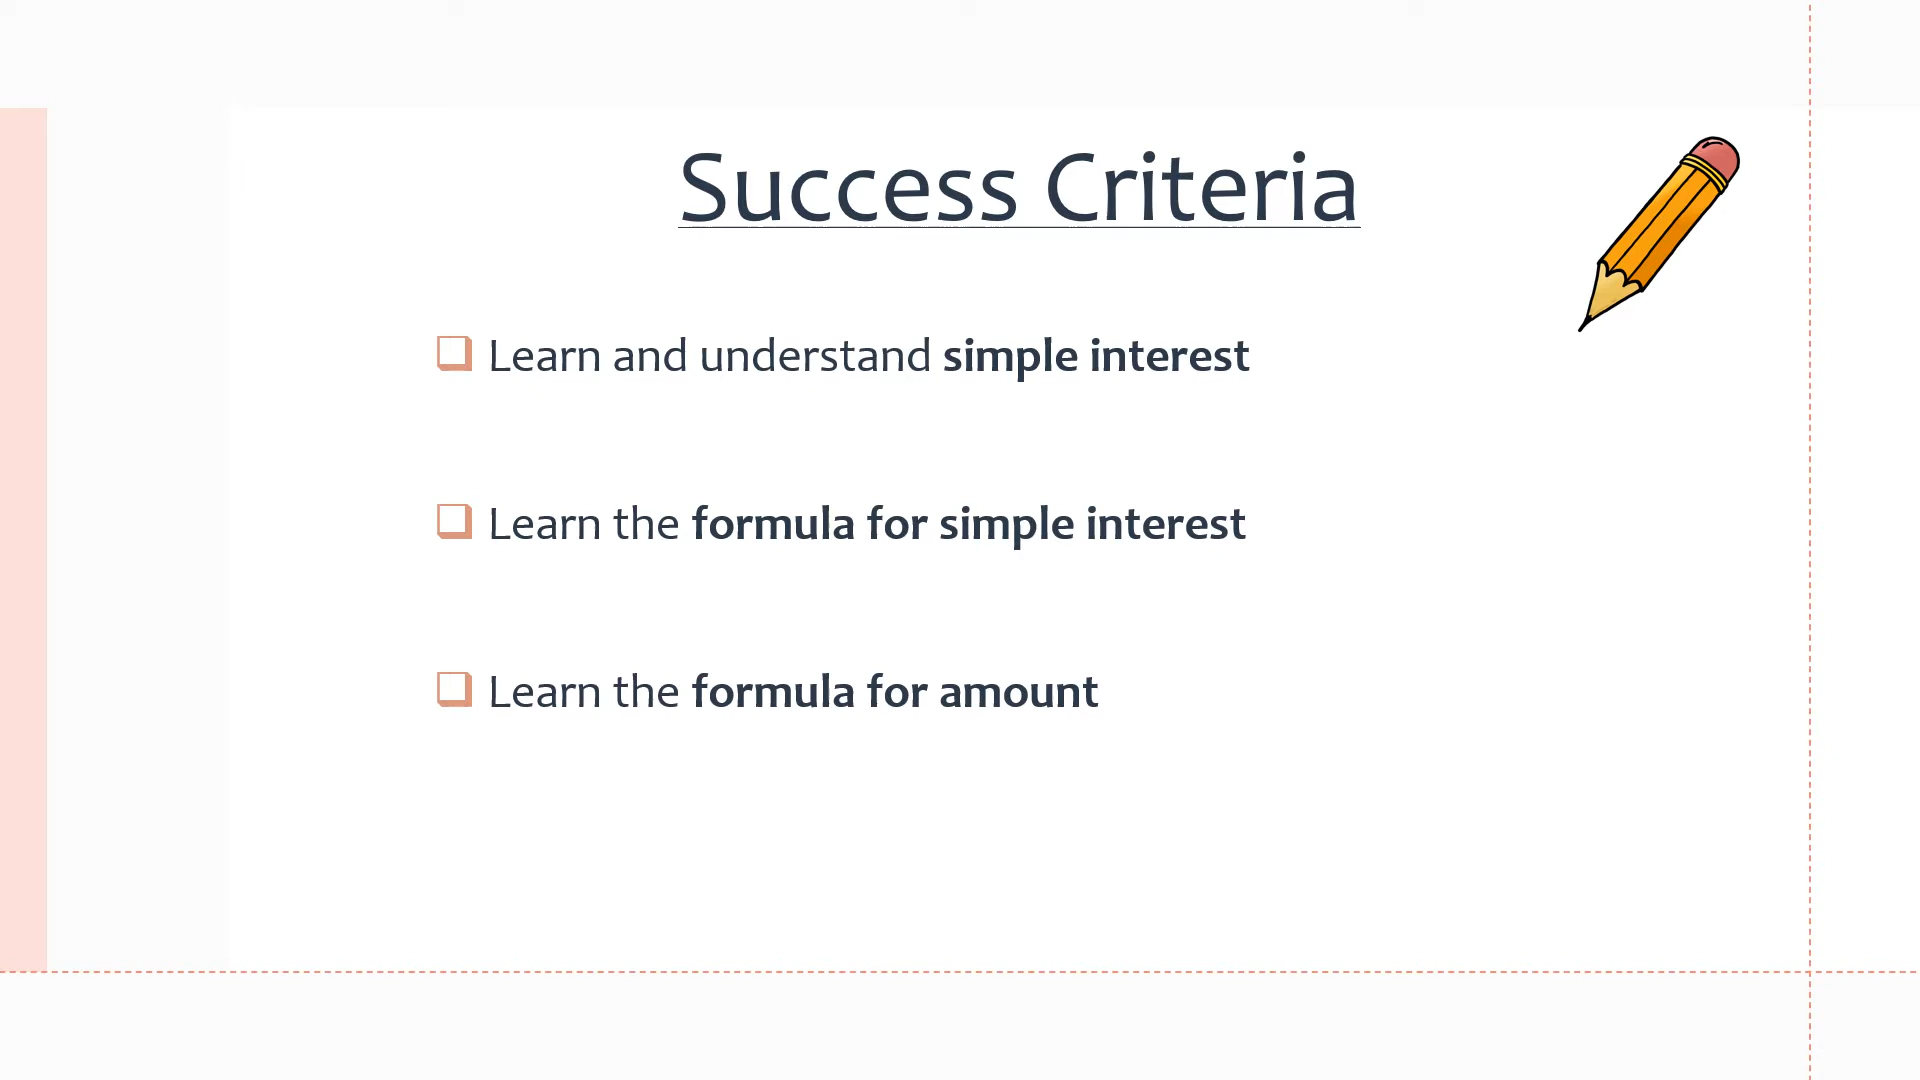 Success Criteria
Learn and understand simple interest
Learn the formula for simple interest
Learn the formula for amount